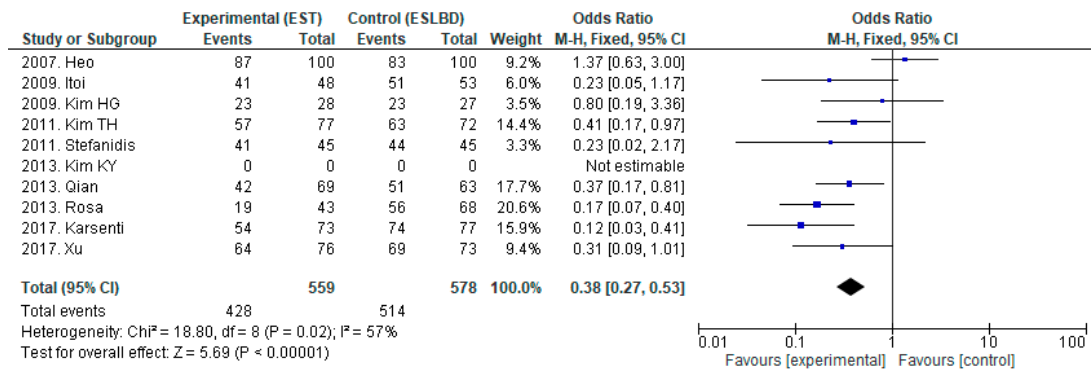 Experimental (EST) Control (ESLBD) Odds Ratio Odds Ratio
Study or Subgroup Events Total Events Total Weight M-H, Fixed, 95% CI M-H, Fixed, 95% CI
2007. Heo 87 100 83 100 9.2% 1.37 [0.63, 3.00]
2009. Itoi 41 48 51 53 6.0% 0.23 [0.05, 1.17]
2009. Kim HG 23 28 23 27 3.5% 0.80 [0.19, 3.36]
2011. Kim TH 57 77 63 72 14.4% 0.41 [0.17, 0.97]
2011. Stefanidis 41 45 44 45 3.3% 0.23 [0.02, 2.17]
2013. Kim KY 0 0 0 0 Not estimable
2013. Qian 42 69 51 63 17.7% 0.37 [0.17, 0.81]
2013. Rosa 19 43 56 68 20.6% 0.17 [0.07, 0.40]
2017. Karsenti 54 73 74 77 15.9% 0.12 [0.03, 0.41]
2017. Xu 64 76 69 73 9.4% 0.31 [0.09, 1.01]
Total (95% CI) 559 578 100.0% 0.38 [0.27, 0.53]
Total events 428 514
Heterogeneity: Chi² = 18.80, df = 8 (P = 0.02); I² = 57%
Test for overall effect: Z = 5.69 (P < 0.00001)
0.01 0.1 1 10 100
Favours [experimental] Favours [control]